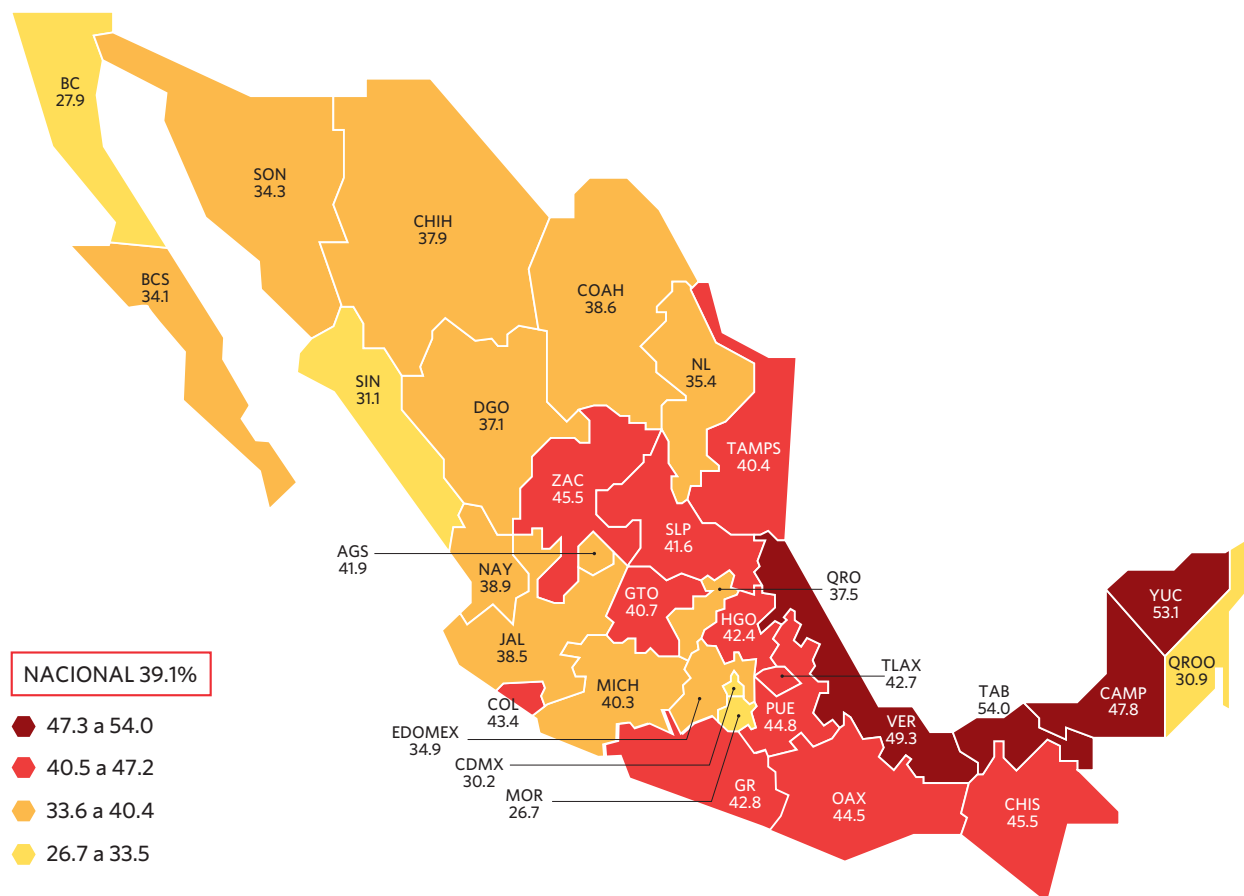 BC
27.9
SON
34.3
CHIH
37.9
BCS
34.1
COAH
38.6
NL
35.4
SIN
31.1
DGO
37.1
TAMPS
40.4
ZAC
45.5
SLP
41.6
AGS
41.9
NAY
38.9
QRO
37.5
GTO
40.7
HGO
42.4
YUC
53.1
JAL
38.5
QROO
30.9
TLAX
42.7
MICH
40.3
COL
43.4
TAB
54.0
CAMP
47.8
PUE
44.8
VER
49.3
EDOMEX
34.9
CDMX
30.2
MOR
26.7
GR
42.8
OAX
44.5
CHIS
45.5
NACIONAL 39.1%
47.3 a 54.0
40.5 a 47.2
33.6 a 40.4
26.7 a 33.5